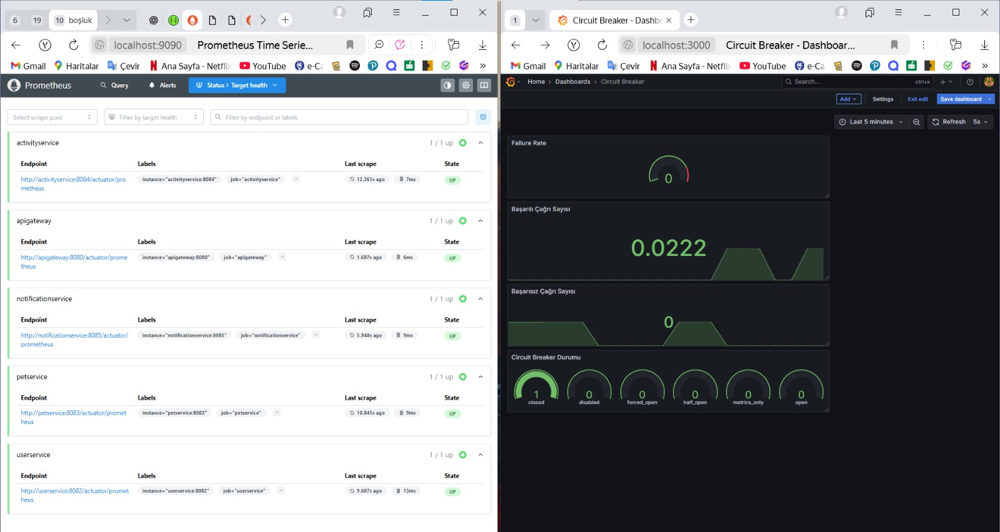 6
19
10 boşluk
localhost:9090 Prometheus Time Serie...
Gmail Haritalar Çevir Ana Sayfa - Netflix YouTube e-Ça
Prometheus Query Alerts Status > Target health
Select scrape pool Filter by target health Filter by endpoint or labels
activityservice 1 / 1 up
Endpoint Labels Last scrape State
http://activityservice:8084/actuator/pro
metheus
instance="activityservice:8084" job="activityservice" 12.361s ago 7ms UP
apigateway 1 / 1 up
Endpoint Labels Last scrape State
http://apigateway:8080/actuator/prome
theus
instance="apigateway:8080" job="apigateway" 1.687s ago 6ms UP
notificationservice 1 / 1 up
Endpoint Labels Last scrape State
http://notificationservice:8085/actuator/
prometheus
instance="notificationservice:8085" job="notificationservice" 5.948s ago 9ms UP
petservice 1 / 1 up
Endpoint Labels Last scrape State
http://petservice:8083/actuator/promet
heus
instance="petservice:8083" job="petservice" 10.845s ago 9ms UP
userservice 1 / 1 up
Endpoint Labels Last scrape State
http://userservice:8082/actuator/promet
heus
instance="userservice:8082" job="userservice" 9.607s ago 13ms UP
1 Circuit Breaker - Dashbo
localhost:3000 Circuit Breaker - Dashboar...
Gmail Haritalar Çevir Ana Sayfa - Netflix YouTube e-Ça
Home > Dashboards > Circuit Breaker Search... ctrl+k
Add Settings Exit edit Save dashboard
Last 5 minutes Refresh 5s
Failure Rate
0
Başarılı Çağrı Sayısı
0.0222
Başarısız Çağrı Sayısı
0
Circuit Breaker Durumu
1 0 0 0 0 0
closed disabled forced_open half_open metrics_only open